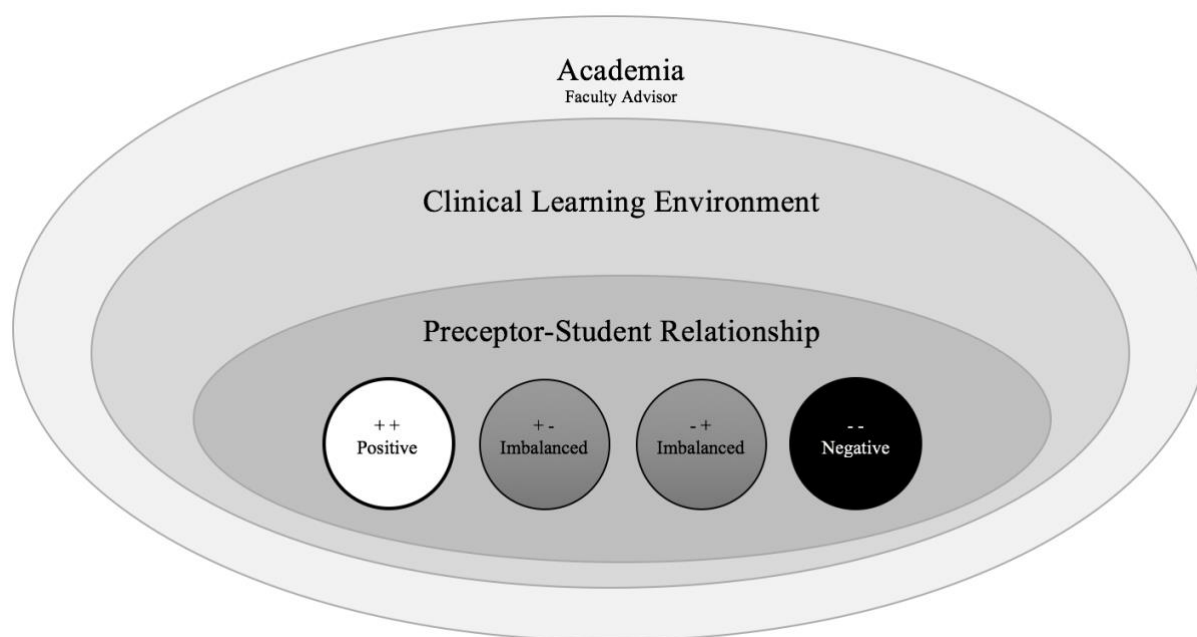 Academia
Faculty Advisor
Clinical Learning Environment
Preceptor-Student Relationship
+ +
Positive
+ -
Imbalanced
- +
Imbalanced
- -
Negative